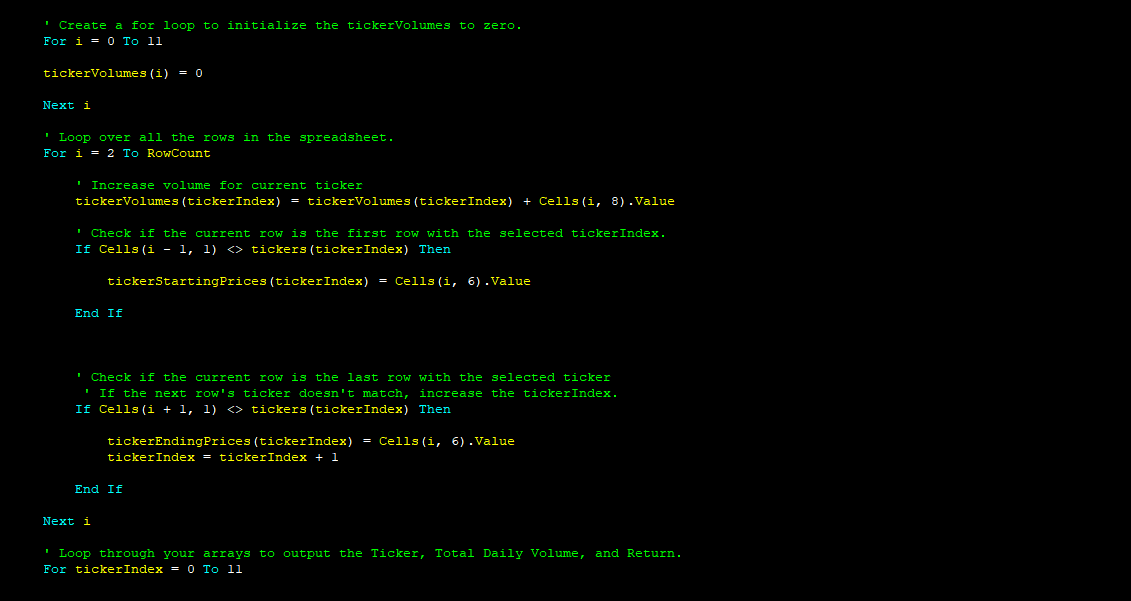 ' Create a for loop to initialize the tickerVolumes to zero.
For i = 0 To 11
tickerVolumes(i) = 0
Next i
' Loop over all the rows in the spreadsheet.
For i = 2 To RowCount
' Increase volume for current ticker
tickerVolumes(tickerIndex) = tickerVolumes(tickerIndex) + Cells(i, 8).Value
' Check if the current row is the first row with the selected tickerIndex.
If Cells(i - 1, 1) <> tickers(tickerIndex) Then
tickerStartingPrices(tickerIndex) = Cells(i, 6).Value
End If
' Check if the current row is the last row with the selected ticker
' If the next row's ticker doesn't match, increase the tickerIndex.
If Cells(i + 1, 1) <> tickers(tickerIndex) Then
tickerEndingPrices(tickerIndex) = Cells(i, 6).Value
tickerIndex = tickerIndex + 1
End If
Next i
' Loop through your arrays to output the Ticker, Total Daily Volume, and Return.
For tickerIndex = 0 To 11